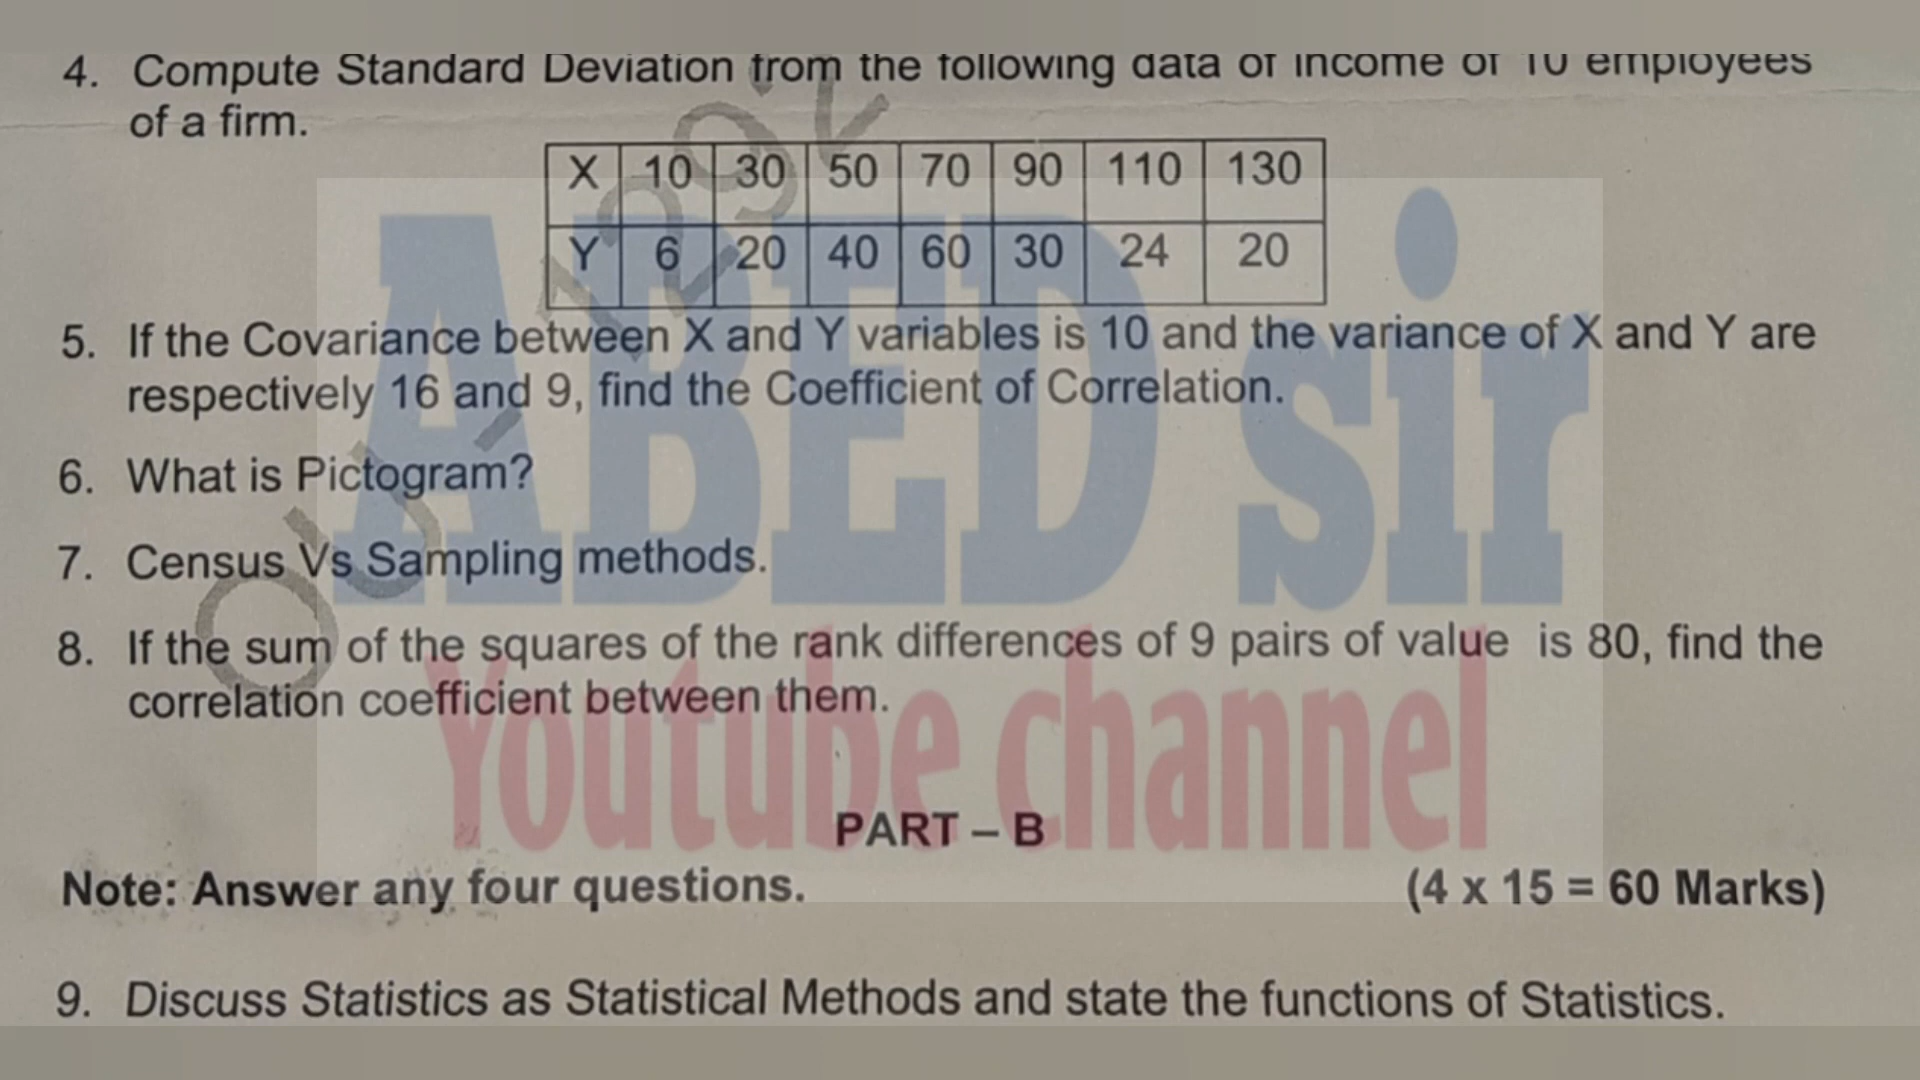 4. Compute Standard Deviation from the following data of income of 10 employees
of a firm.
X 10 30 50 70 90 110 130
Y 6 20 40 60 30 24 20
5. If the Covariance between X and Y variables is 10 and the variance of X and Y are
respectively 16 and 9, find the Coefficient of Correlation.
6. What is Pictogram?
7. Census Vs Sampling methods.
8. If the sum of the squares of the rank differences of 9 pairs of value is 80, find the
correlation coefficient between them.
PART – B
Note: Answer any four questions. (4 x 15 = 60 Marks)
9. Discuss Statistics as Statistical Methods and state the functions of Statistics.
ABED sir
Youtube channel